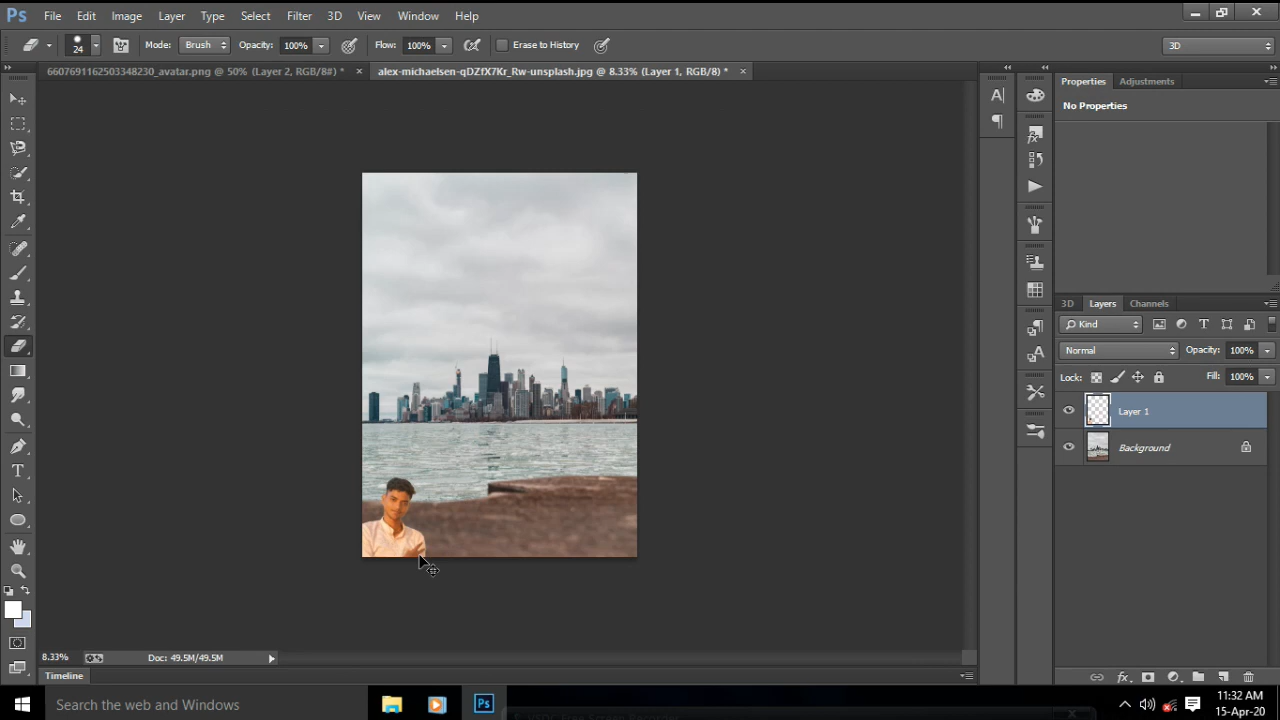 Ps File Edit Image Layer Type Select Filter 3D View Window Help
24 Mode: Brush Opacity: 100% Flow: 100% Erase to History 3D
6607691162503348230_avatar.png @ 50% (Layer 2, RGB/8#) * × alex-michaelsen-qDZfX7Kr_Rw-unsplash.jpg @ 8.33% (Layer 1, RGB/8) * ×
Properties Adjustments
No Properties
3D Layers Channels
Kind
Normal Opacity: 100%
Lock: Fill: 100%
Layer 1
Background
8.33% Doc: 49.5M/49.5M
Timeline
Search the web and Windows Ps 11:32 AM
15-Apr-20